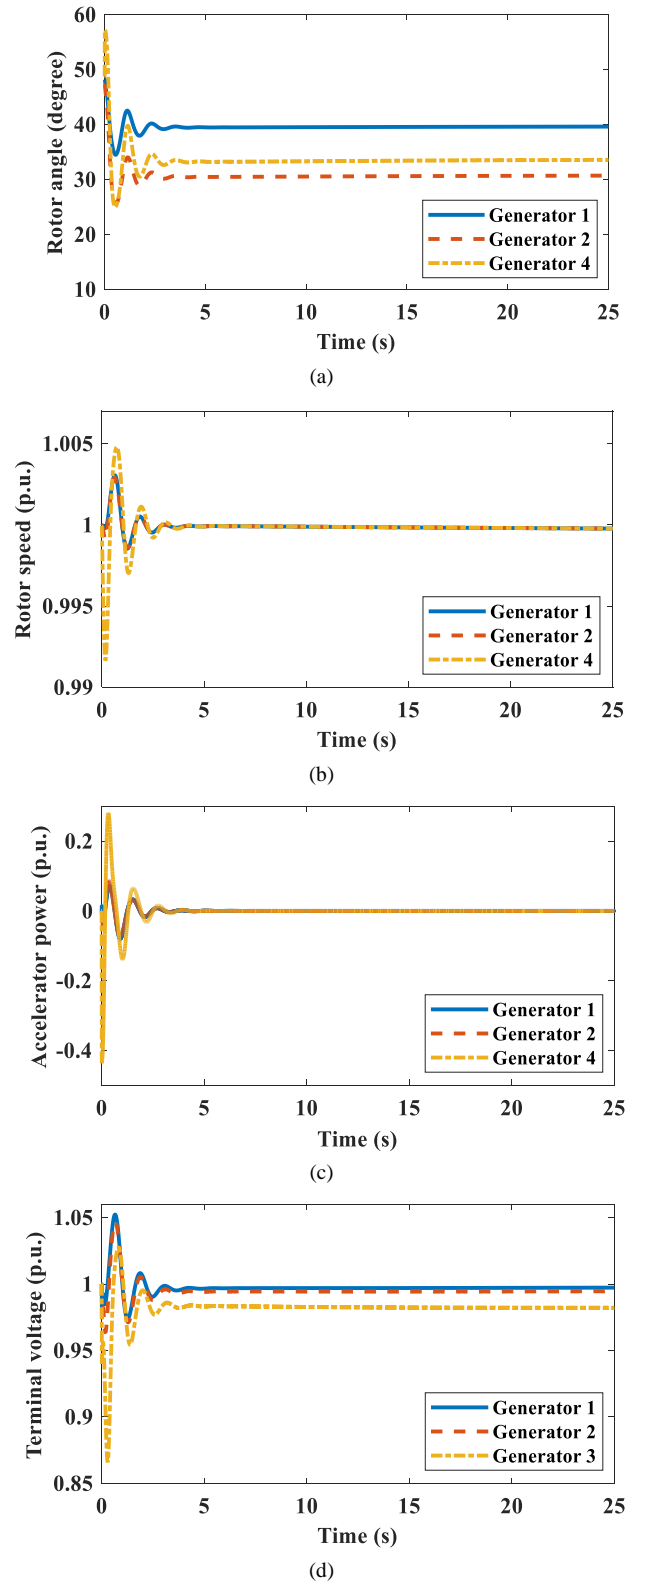 60
50
40
30
20
10
Rotor angle (degree)
Generator 1
Generator 2
Generator 4
0 5 10 15 20 25
Time (s)
(a)
1.005
1
0.995
0.99
Rotor speed (p.u.)
Generator 1
Generator 2
Generator 4
0 5 10 15 20 25
Time (s)
(b)
0.2
0
-0.2
-0.4
Accelerator power (p.u.)
Generator 1
Generator 2
Generator 4
0 5 10 15 20 25
Time (s)
(c)
1.05
1
0.95
0.9
0.85
Terminal voltage (p.u.)
Generator 1
Generator 2
Generator 3
0 5 10 15 20 25
Time (s)
(d)